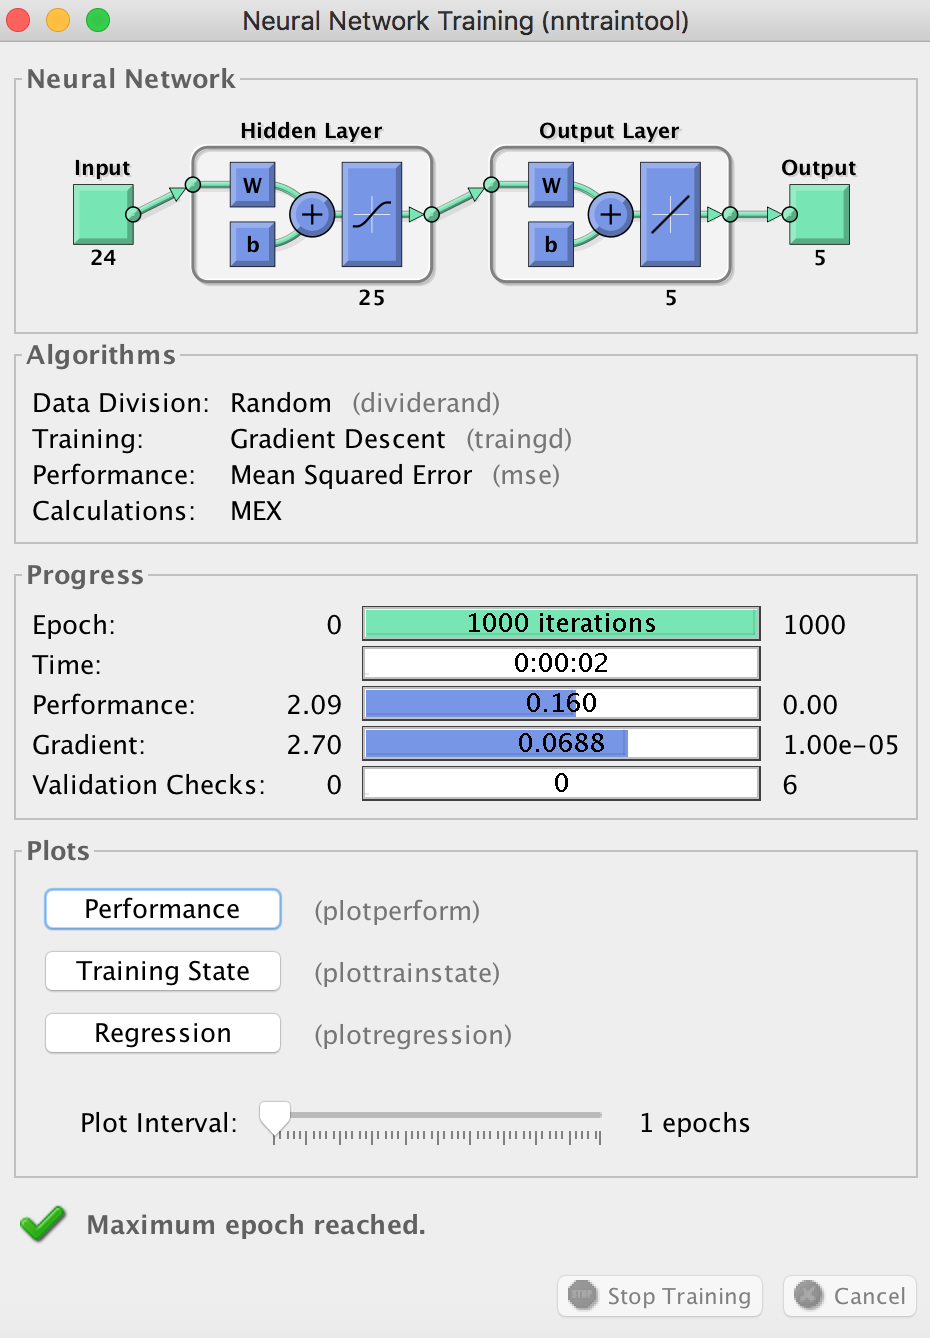 Neural Network Training (nntraintool)
Neural Network
Hidden Layer
Output Layer
Input
Output
W
b
+
W
b
+
24
25
5
5
Algorithms
Data Division: Random (dividerand)
Training: Gradient Descent (traingd)
Performance: Mean Squared Error (mse)
Calculations: MEX
Progress
Epoch: 0 1000 iterations 1000
Time: 0:00:02
Performance: 2.09 0.160 0.00
Gradient: 2.70 0.0688 1.00e-05
Validation Checks: 0 0 6
Plots
Performance (plotperform)
Training State (plottrainstate)
Regression (plotregression)
Plot Interval: 1 epochs
Maximum epoch reached.
STOP Stop Training Cancel